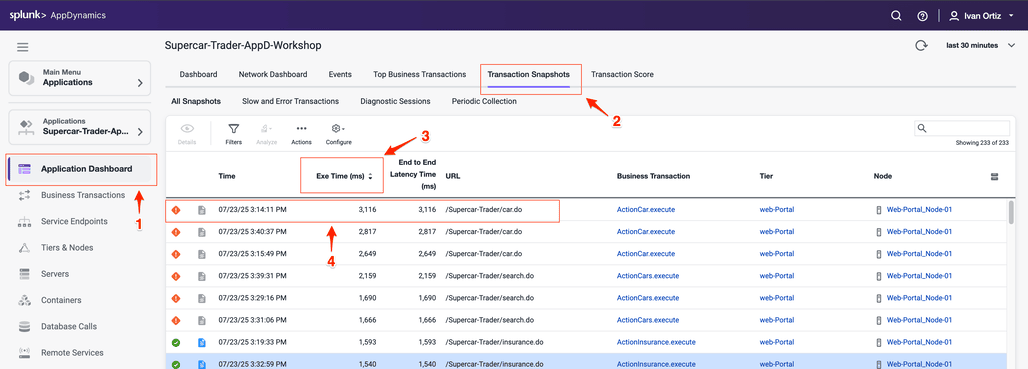 splunk> AppDynamics
Ivan Ortiz
Main Menu
Applications
Applications
Supercar-Trader-Ap...
Application Dashboard
Business Transactions
Service Endpoints
Tiers & Nodes
Servers
Containers
Database Calls
Remote Services
1
Supercar-Trader-AppD-Workshop
last 30 minutes
Dashboard Network Dashboard Events Top Business Transactions Transaction Snapshots Transaction Score
2
All Snapshots Slow and Error Transactions Diagnostic Sessions Periodic Collection
Details Filters Analyze Actions Configure
3
Showing 233 of 233
Time Exe Time (ms) End to End Latency Time (ms) URL Business Transaction Tier Node
07/23/25 3:14:11 PM 3,116 3,116 /Supercar-Trader/car.do ActionCar.execute web-Portal Web-Portal_Node-01
07/23/25 3:40:37 PM 2,817 2,817 /Supercar-Trader/car.do ActionCar.execute web-Portal Web-Portal_Node-01
07/23/25 3:15:49 PM 2,649 2,649 /Supercar-Trader/car.do ActionCar.execute web-Portal Web-Portal_Node-01
4
07/23/25 3:39:31 PM 2,159 2,159 /Supercar-Trader/search.do ActionCars.execute web-Portal Web-Portal_Node-01
07/23/25 3:29:16 PM 1,690 1,690 /Supercar-Trader/search.do ActionCars.execute web-Portal Web-Portal_Node-01
07/23/25 3:31:06 PM 1,666 1,666 /Supercar-Trader/search.do ActionCars.execute web-Portal Web-Portal_Node-01
07/23/25 3:19:33 PM 1,593 1,593 /Supercar-Trader/insurance.do ActionInsurance.execute web-Portal Web-Portal_Node-01
07/23/25 3:32:59 PM 1,540 1,540 /Supercar-Trader/insurance.do ActionInsurance.execute web-Portal Web-Portal_Node-01